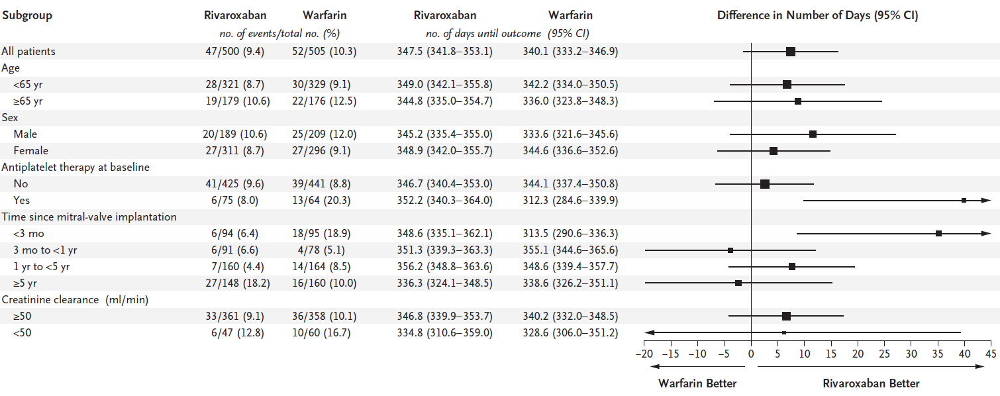 Subgroup Rivaroxaban Warfarin Rivaroxaban Warfarin Difference in Number of Days (95% CI)
no. of events/total no. (%) no. of days until outcome (95% CI)
All patients 47/500 (9.4) 52/505 (10.3) 347.5 (341.8–353.1) 340.1 (333.2–346.9)
Age
<65 yr 28/321 (8.7) 30/329 (9.1) 349.0 (342.1–355.8) 342.2 (334.0–350.5)
≥65 yr 19/179 (10.6) 22/176 (12.5) 344.8 (335.0–354.7) 336.0 (323.8–348.3)
Sex
Male 20/189 (10.6) 25/209 (12.0) 345.2 (335.4–355.0) 333.6 (321.6–345.6)
Female 27/311 (8.7) 27/296 (9.1) 348.9 (342.0–355.7) 344.6 (336.6–352.6)
Antiplatelet therapy at baseline
No 41/425 (9.6) 39/441 (8.8) 346.7 (340.4–353.0) 344.1 (337.4–350.8)
Yes 6/75 (8.0) 13/64 (20.3) 352.2 (340.3–364.0) 312.3 (284.6–339.9)
Time since mitral-valve implantation
<3 mo 6/94 (6.4) 18/95 (18.9) 348.6 (335.1–362.1) 313.5 (290.6–336.3)
3 mo to <1 yr 6/91 (6.6) 4/78 (5.1) 351.3 (339.3–363.3) 355.1 (344.6–365.6)
1 yr to <5 yr 7/160 (4.4) 14/164 (8.5) 356.2 (348.8–363.6) 348.6 (339.4–357.7)
≥5 yr 27/148 (18.2) 16/160 (10.0) 336.3 (324.1–348.5) 338.6 (326.2–351.1)
Creatinine clearance (ml/min)
≥50 33/361 (9.1) 36/358 (10.1) 346.8 (339.9–353.7) 340.2 (332.0–348.5)
<50 6/47 (12.8) 10/60 (16.7) 334.8 (310.6–359.0) 328.6 (306.0–351.2)
−20 −15 −10 −5 0 5 10 15 20 25 30 35 40 45
Warfarin Better Rivaroxaban Better